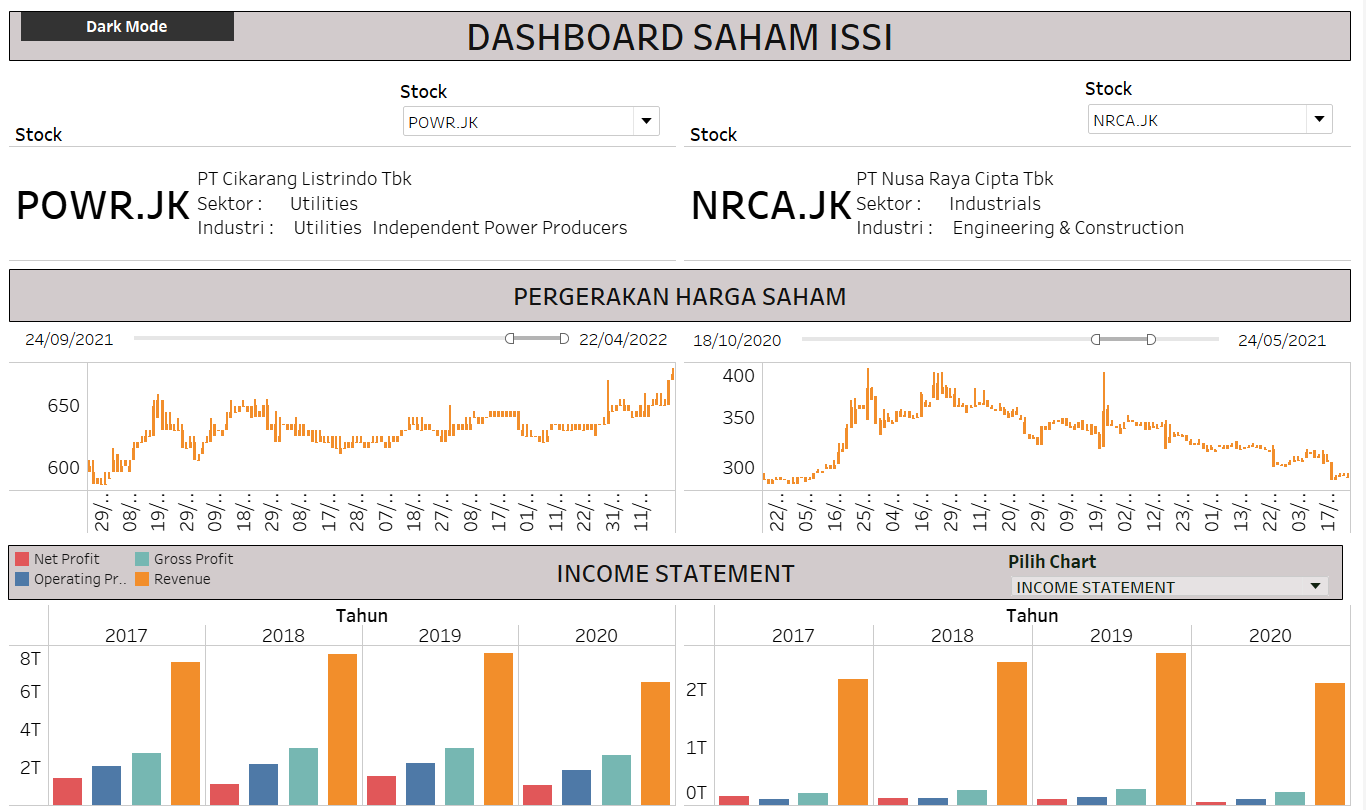 Dark Mode
DASHBOARD SAHAM ISSI
Stock
POWR.JK
Stock
POWR.JK
PT Cikarang Listrindo Tbk
Sektor : Utilities
Industri : Utilities Independent Power Producers
Stock
NRCA.JK
Stock
NRCA.JK
PT Nusa Raya Cipta Tbk
Sektor : Industrials
Industri : Engineering & Construction
PERGERAKAN HARGA SAHAM
24/09/2021 22/04/2022
650
600
29/.. 08/.. 19/.. 29/.. 09/.. 18/.. 29/.. 08/.. 17/.. 28/.. 07/.. 18/.. 27/.. 08/.. 17/.. 01/.. 11/.. 22/.. 31/.. 11/..
18/10/2020 24/05/2021
400
350
300
22/.. 05/.. 16/.. 25/.. 04/.. 16/.. 29/.. 11/.. 20/.. 29/.. 09/.. 19/.. 02/.. 12/.. 23/.. 01/.. 13/.. 22/.. 03/.. 17/..
Net Profit Gross Profit
Operating Pr.. Revenue
INCOME STATEMENT
Pilih Chart
INCOME STATEMENT
Tahun
2017 2018 2019 2020
8T
6T
4T
2T
Tahun
2017 2018 2019 2020
2T
1T
0T